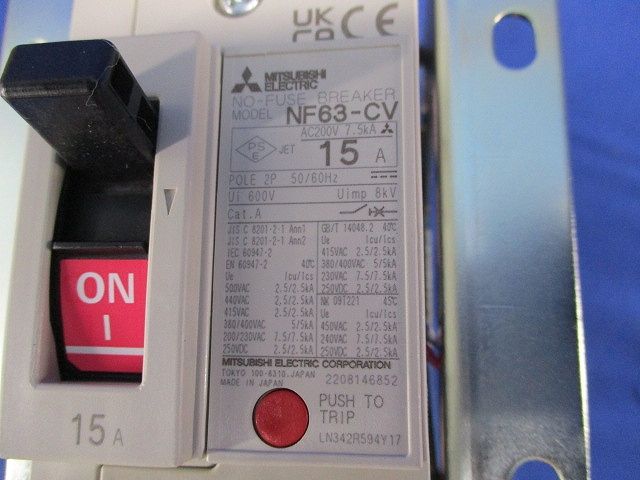 UK CA CE
MITSUBISHI
ELECTRIC
NO-FUSE BREAKER
MODEL NF63-CV
AC200V 7.5kA
PS E JET 15 A
POLE 2P 50/60Hz
Ui 600V Uimp 8kV
Cat.A
JIS C 8201-2-1 Ann1
JIS C 8201-2-1 Ann2
IEC 60947-2
EN 60947-2 40℃
Ue Icu/Ics
500VAC 2.5/2.5kA
440VAC 2.5/2.5kA
415VAC 2.5/2.5kA
380/400VAC 5/5kA
200/230VAC 7.5/7.5kA
250VDC 2.5/2.5kA
GB/T 14048.2 40℃
Ue Icu/Ics
415VAC 2.5/2.5kA
380/400VAC 5/5kA
230VAC 7.5/7.5kA
250VDC 2.5/2.5kA
NK 09T221 45℃
Ue Icu/Ics
450VAC 2.5/2.5kA
240VAC 7.5/7.5kA
250VDC 2.5/2.5kA
MITSUBISHI ELECTRIC CORPORATION
TOKYO 100-8310, JAPAN
MADE IN JAPAN 2208146852
PUSH TO
TRIP
LN342R594Y17
ON
I
15 A